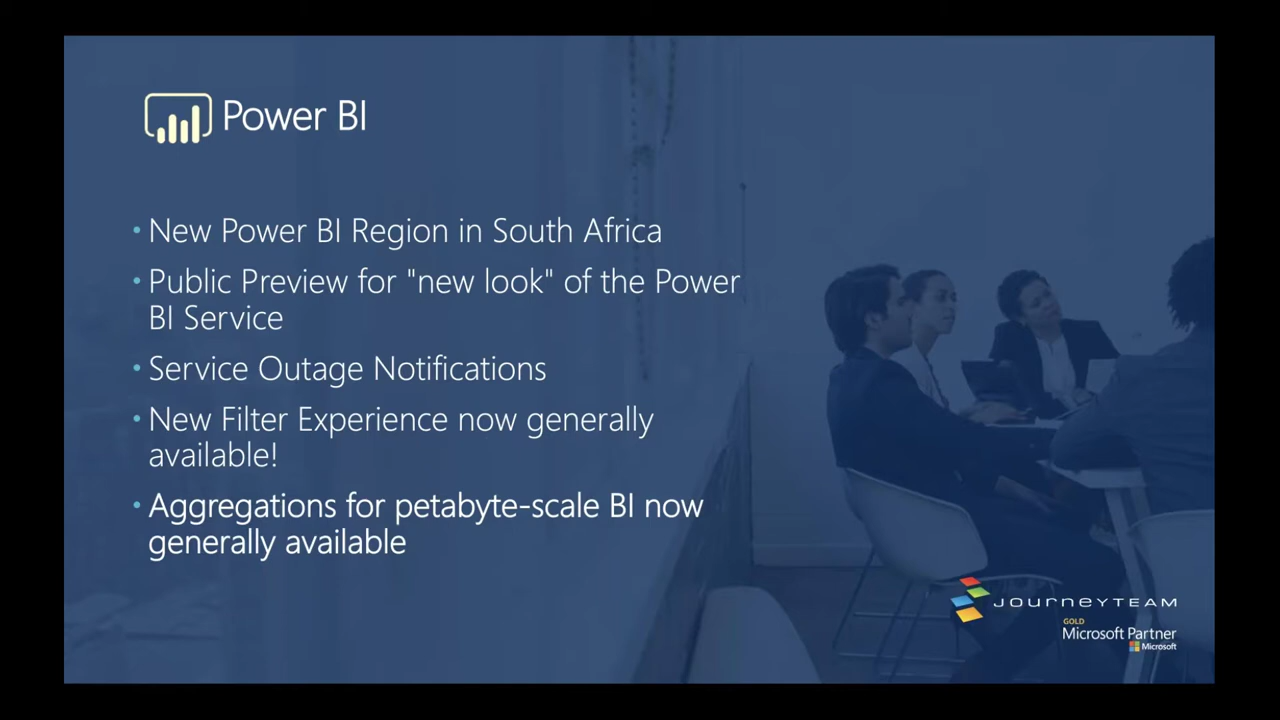 Power BI
• New Power BI Region in South Africa
• Public Preview for "new look" of the Power
BI Service
• Service Outage Notifications
• New Filter Experience now generally
available!
• Aggregations for petabyte-scale BI now
generally available
JOURNEYTEAM
GOLD
Microsoft Partner
Microsoft